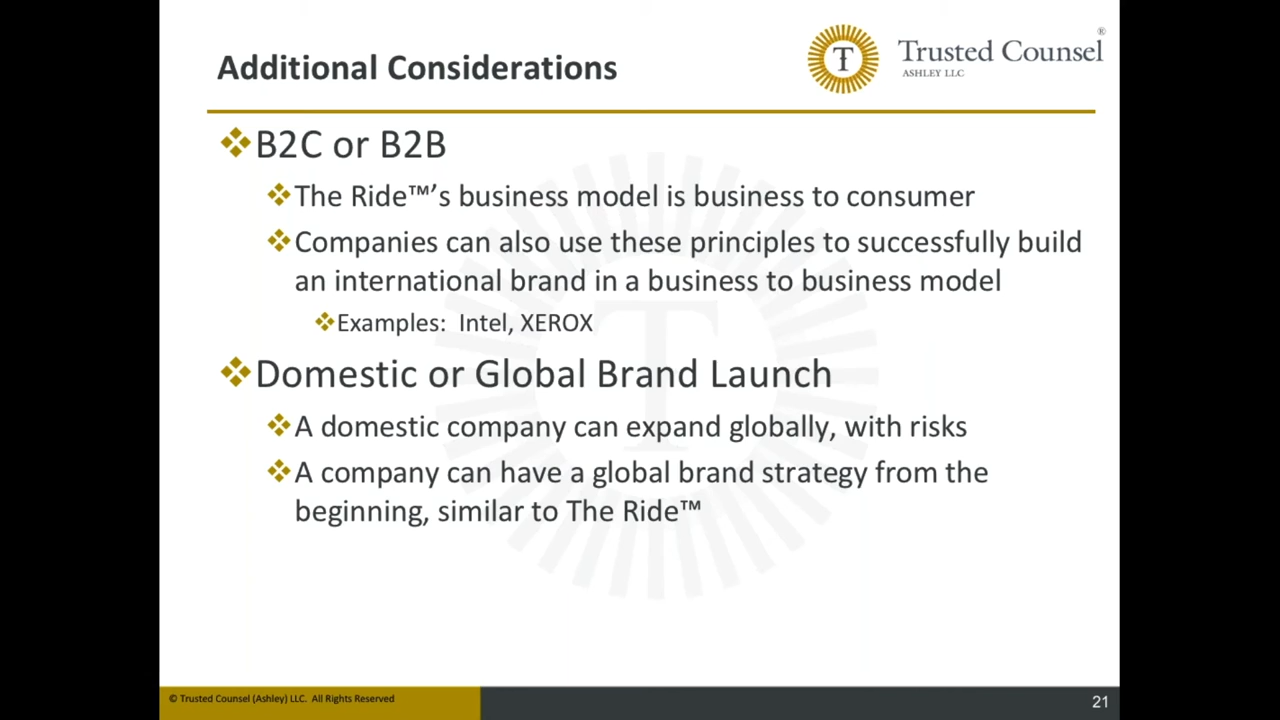 Additional Considerations
T
Trusted Counsel®
ASHLEY LLC
B2C or B2B
The Ride™'s business model is business to consumer
Companies can also use these principles to successfully build
an international brand in a business to business model
Examples:  Intel, XEROX
Domestic or Global Brand Launch
A domestic company can expand globally, with risks
A company can have a global brand strategy from the
beginning, similar to The Ride™
© Trusted Counsel (Ashley) LLC.  All Rights Reserved
21